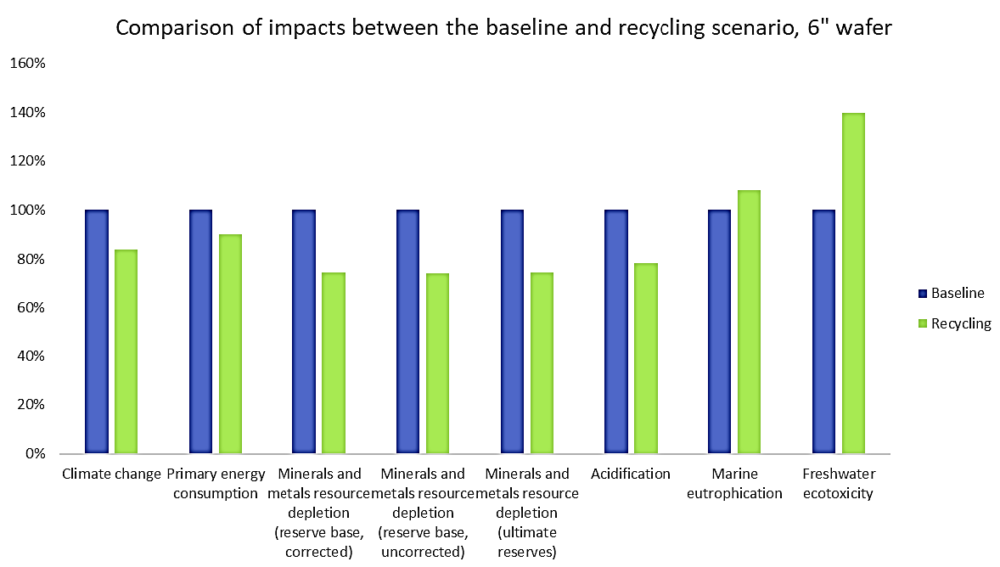 Comparison of impacts between the baseline and recycling scenario, 6" wafer
160%
140%
120%
100%
80%
60%
40%
20%
0%
Climate change
Primary energy
consumption
Minerals and
metals resource
depletion
(reserve base,
corrected)
Minerals and
metals resource
depletion
(reserve base,
uncorrected)
Minerals and
metals resource
depletion
(ultimate
reserves)
Acidification
Marine
eutrophication
Freshwater
ecotoxicity
Baseline
Recycling